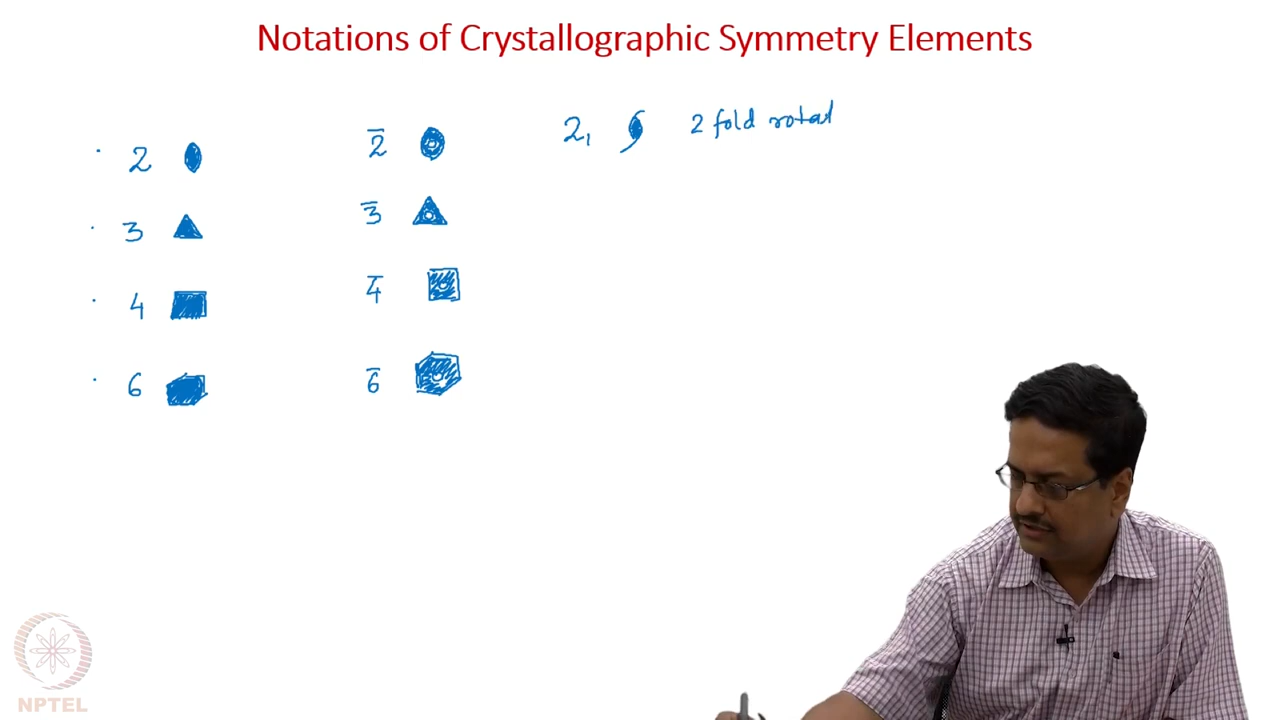 Notations of Crystallographic Symmetry Elements
2
3
4
6
2̅
3̅
4̅
6̅
2₁ 2 fold rotat
NPTEL